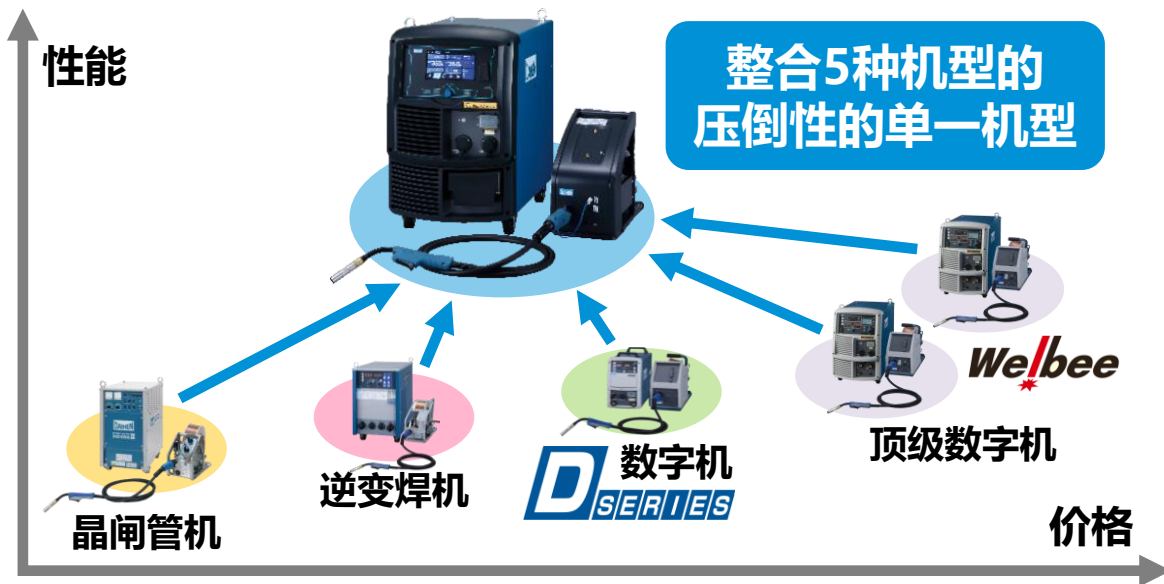 性能
整合5种机型的
压倒性的单一机型
Welbee
顶级数字机
数字机
D SERIES
逆变焊机
DAIHEN
晶闸管机
价格